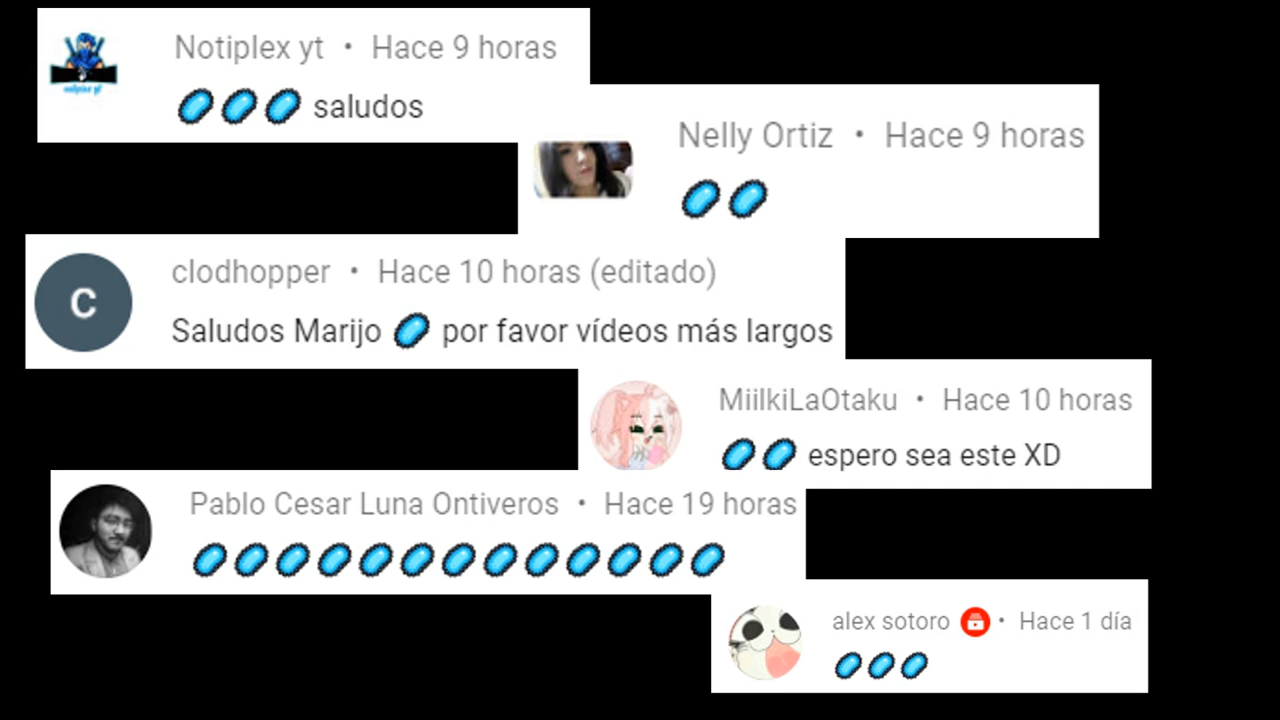 Notiplex yt • Hace 9 horas
saludos
Nelly Ortiz • Hace 9 horas
C
clodhopper • Hace 10 horas (editado)
Saludos Marijo por favor vídeos más largos
MiilkiLaOtaku • Hace 10 horas
espero sea este XD
Pablo Cesar Luna Ontiveros • Hace 19 horas
alex sotoro • Hace 1 día